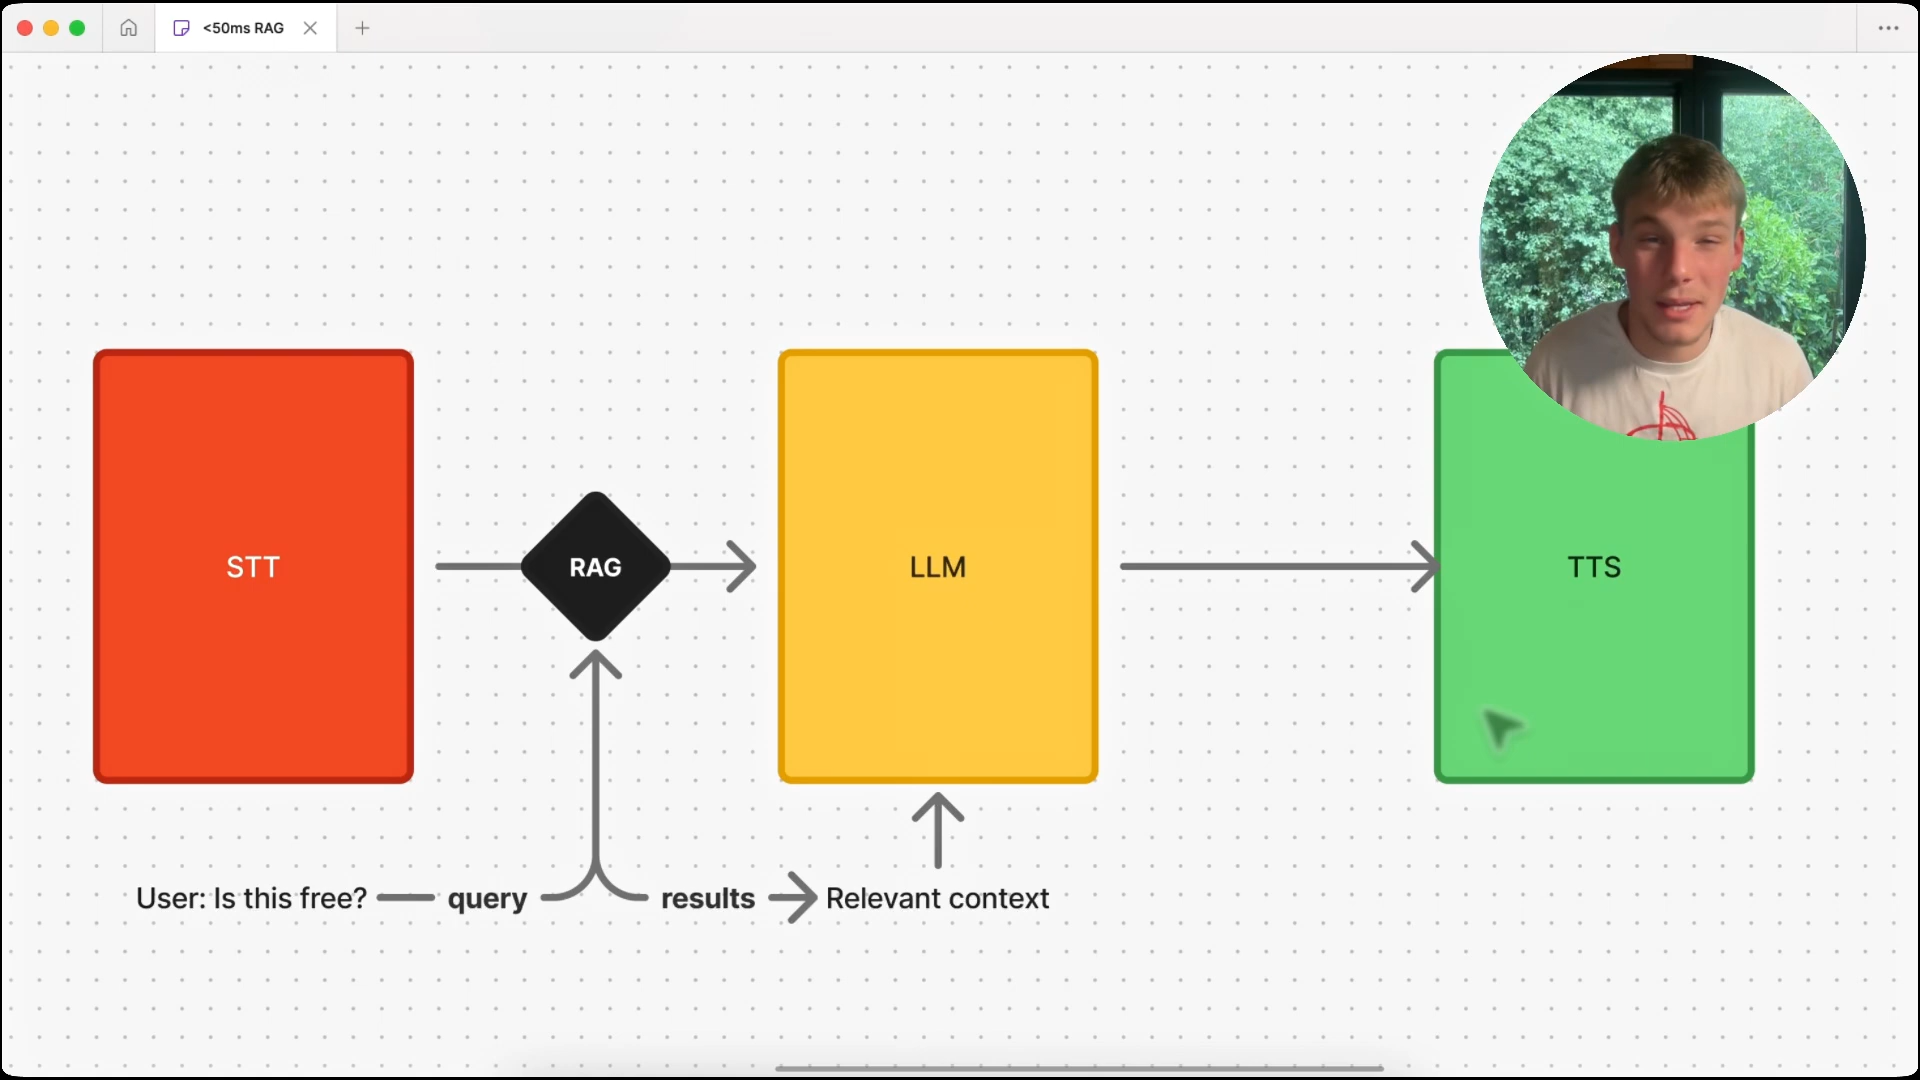 <50ms RAG
STT
RAG
LLM
TTS
User: Is this free?
query
results
Relevant context